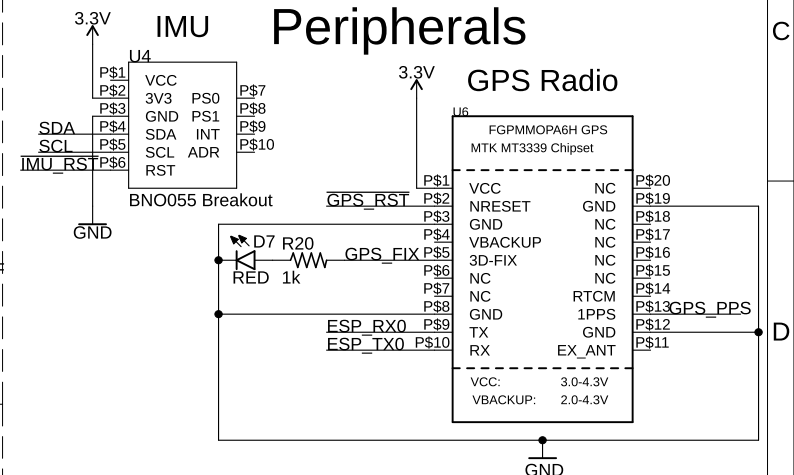 Peripherals
IMU
3.3V
U4
P$1 VCC
P$2 3V3 PS0 P$7
P$3 GND PS1 P$8
SDA P$4 SDA INT P$9
SCL P$5 SCL ADR P$10
IMU_RST P$6 RST
BNO055 Breakout
GND
GPS Radio
3.3V
U6
FGPMMOPA6H GPS
MTK MT3339 Chipset
P$1 VCC NC P$20
GPS_RST P$2 NRESET GND P$19
P$3 GND NC P$18
P$4 VBACKUP NC P$17
D7 R20 GPS_FIX P$5 3D-FIX NC P$16
RED 1k P$6 NC NC P$15
P$7 NC RTCM P$14
P$8 GND 1PPS P$13 GPS_PPS
ESP_RX0 P$9 TX GND P$12
ESP_TX0 P$10 RX EX_ANT P$11
VCC: 3.0-4.3V
VBACKUP: 2.0-4.3V
GND
C
D